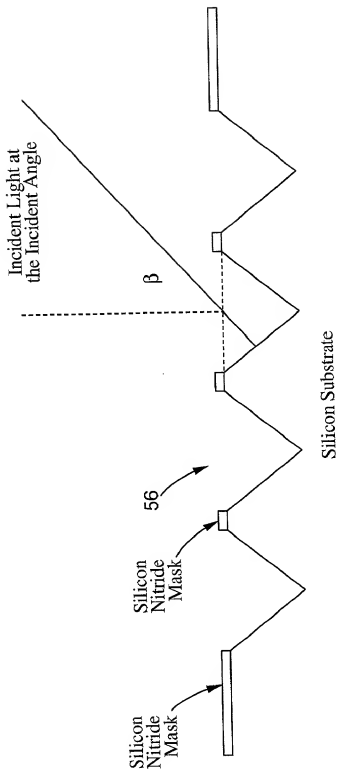 Incident Light at
the Incident Angle
β
56
Silicon
Nitride
Mask
Silicon
Nitride
Mask
Silicon Substrate